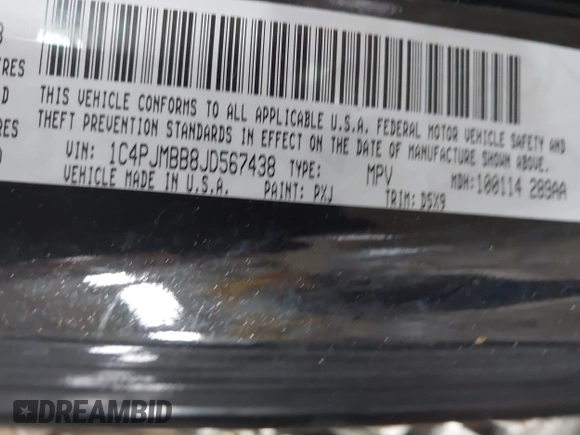 THIS VEHICLE CONFORMS TO ALL APPLICABLE U.S.A. FEDERAL MOTOR VEHICLE SAFETY AND
THEFT PREVENTION STANDARDS IN EFFECT ON THE DATE OF MANUFACTURE SHOWN ABOVE.
VIN: 1C4PJMBB8JD567438 TYPE: MPV MDH: 100114 289AA
VEHICLE MADE IN U.S.A. PAINT: PXJ TRIM: D5X9
DREAMBID